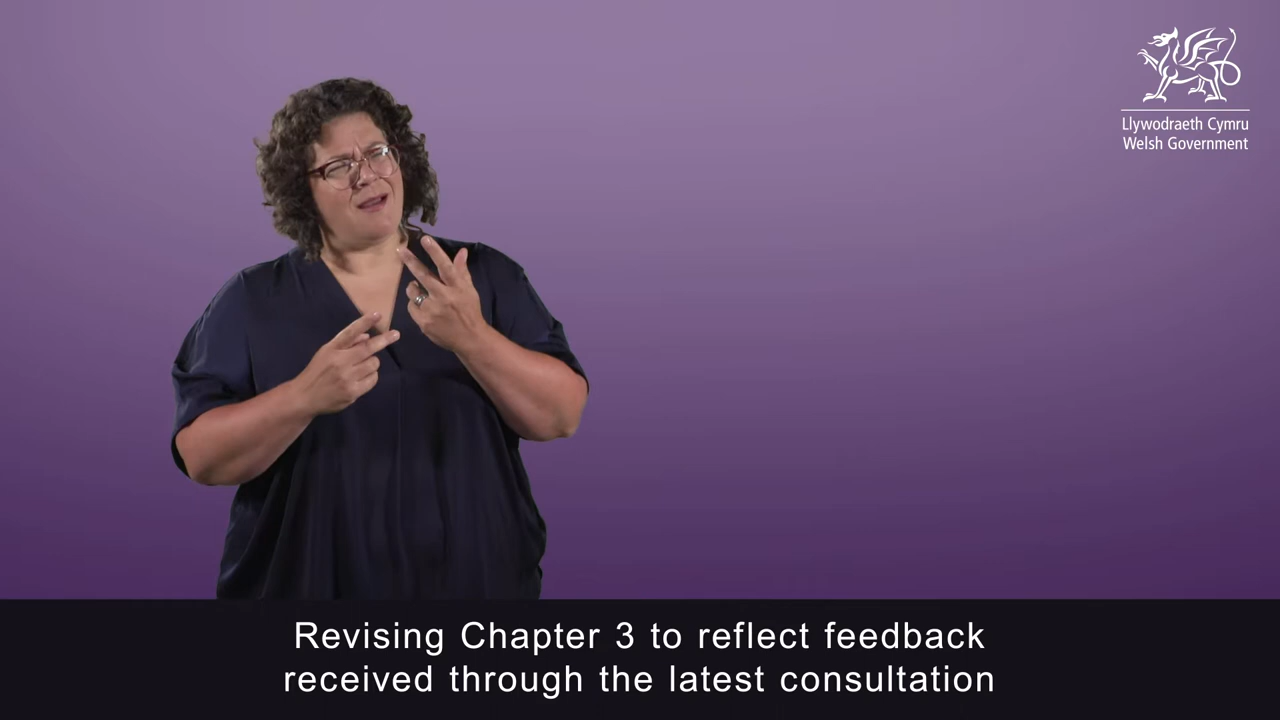 Llywodraeth Cymru
Welsh Government
Revising Chapter 3 to reflect feedback
received through the latest consultation